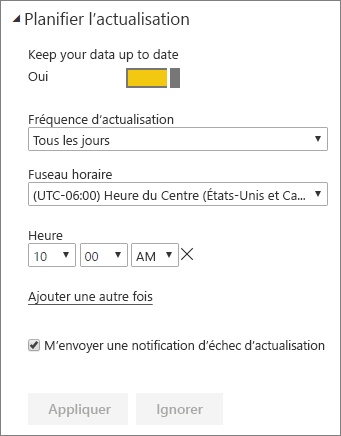 Planifier l'actualisation
Keep your data up to date
Oui
Fréquence d'actualisation
Tous les jours
Fuseau horaire
(UTC-06:00) Heure du Centre (États-Unis et Ca...
Heure
10 00 AM
Ajouter une autre fois
M'envoyer une notification d'échec d'actualisation
Appliquer Ignorer